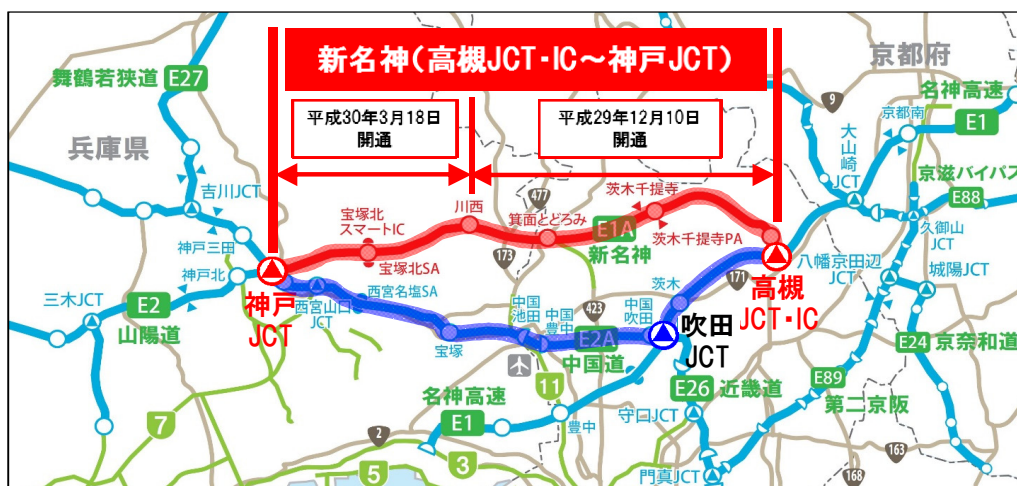 新名神(高槻JCT・IC～神戸JCT)
平成30年3月18日
開通
平成29年12月10日
開通
京都府
兵庫県
舞鶴若狭道 E27
名神高速
E1
京都南
9
大山崎
JCT
京滋バイパス
E88
久御山
JCT
吉川JCT
神戸三田
神戸北
三木JCT
E2
山陽道
神戸
JCT
宝塚北
スマートIC
宝塚北SA
川西
477
箕面とどろみ
173
茨木千提寺
E1A
新名神
茨木千提寺PA
171
高槻
JCT・IC
八幡京田辺
JCT
城陽JCT
E24 京奈和道
西宮名塩SA
西宮山口
JCT
宝塚
中国
池田
中国
豊中
423
E2A
中国道
中国
吹田
茨木
吹田
JCT
E26 近畿道
E89
第二京阪
名神高速
E1
豊中
11
守口JCT
門真JCT
7
2
5
3
163
168